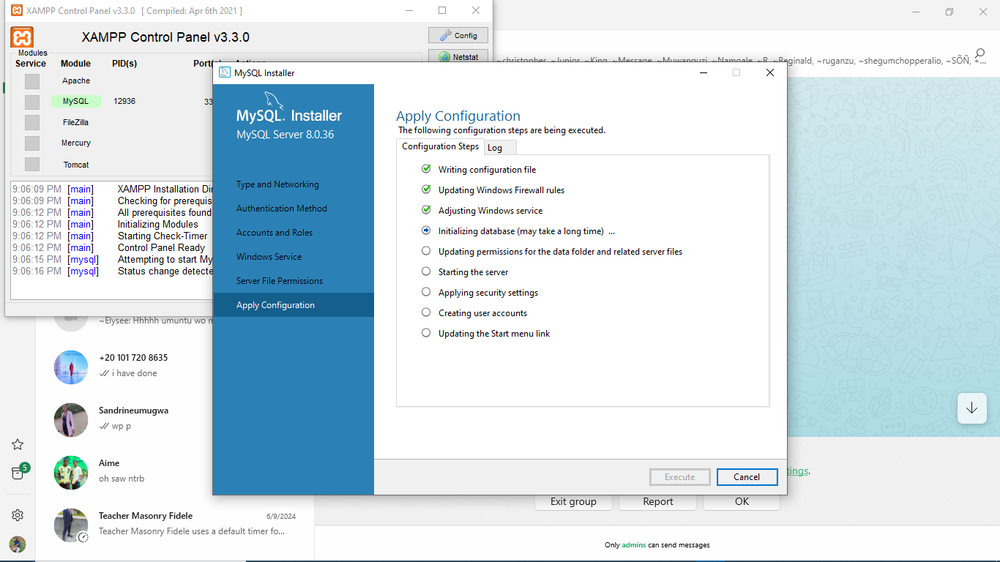 XAMPP Control Panel v3.3.0 [ Compiled: Apr 6th 2021 ]
XAMPP Control Panel v3.3.0
Config
Netstat
Modules
Service Module PID(s) Port(s) Actions
Apache
MySQL 12936 33
FileZilla
Mercury
Tomcat
9:06:09 PM [main] XAMPP Installation Di
9:06:09 PM [main] Checking for prerequis
9:06:12 PM [main] All prerequisites found
9:06:12 PM [main] Initializing Modules
9:06:12 PM [main] Starting Check-Timer
9:06:12 PM [main] Control Panel Ready
9:06:15 PM [mysql] Attempting to start My
9:06:16 PM [mysql] Status change detecte
MySQL Installer
MySQL. Installer
MySQL Server 8.0.36
Type and Networking
Authentication Method
Accounts and Roles
Windows Service
Server File Permissions
Apply Configuration
Apply Configuration
The following configuration steps are being executed.
Configuration Steps Log
Writing configuration file
Updating Windows Firewall rules
Adjusting Windows service
Initializing database (may take a long time) ...
Updating permissions for the data folder and related server files
Starting the server
Applying security settings
Creating user accounts
Updating the Start menu link
Execute Cancel
~christopher, ~Junior, ~King, ~Message, ~Muwanguzi, ~Namoale, ~R, ~Reginald, ~ruganzu, ~shegumchopperalio, ~SÕÑ, +...
~Elysee: Hhhhh umuntu wo m
+20 101 720 8635
i have done
Sandrineumugwa
wp p
Aime
oh saw ntrb
Teacher Masonry Fidele 6/9/2024
Teacher Masonry Fidele uses a default timer fo...
5
tings.
Exit group Report OK
Only admins can send messages